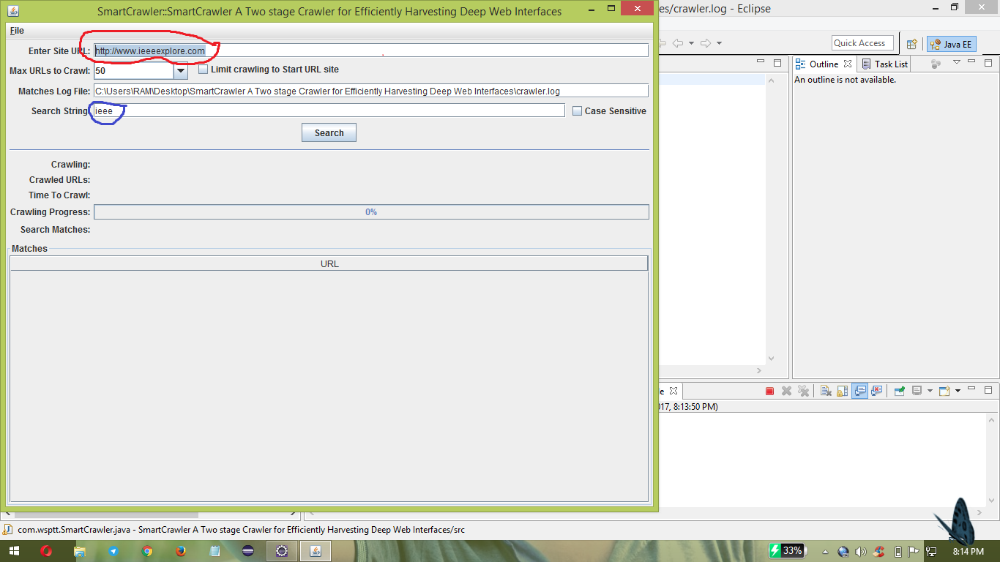 SmartCrawler::SmartCrawler A Two stage Crawler for Efficiently Harvesting Deep Web Interfaces
es/crawler.log - Eclipse
File
Enter Site URL: http://www.ieeeexplore.com
Max URLs to Crawl: 50 Limit crawling to Start URL site
Matches Log File: C:\Users\RAM\Desktop\SmartCrawler A Two stage Crawler for Efficiently Harvesting Deep Web Interfaces\crawler.log
Search String ieee Case Sensitive
Search
Crawling:
Crawled URLs:
Time To Crawl:
Crawling Progress: 0%
Search Matches:
Matches
URL
Quick Access Java EE
Outline Task List
An outline is not available.
le
017, 8:13:50 PM)
com.wsptt.SmartCrawler.java - SmartCrawler A Two stage Crawler for Efficiently Harvesting Deep Web Interfaces/src
33% 8:14 PM